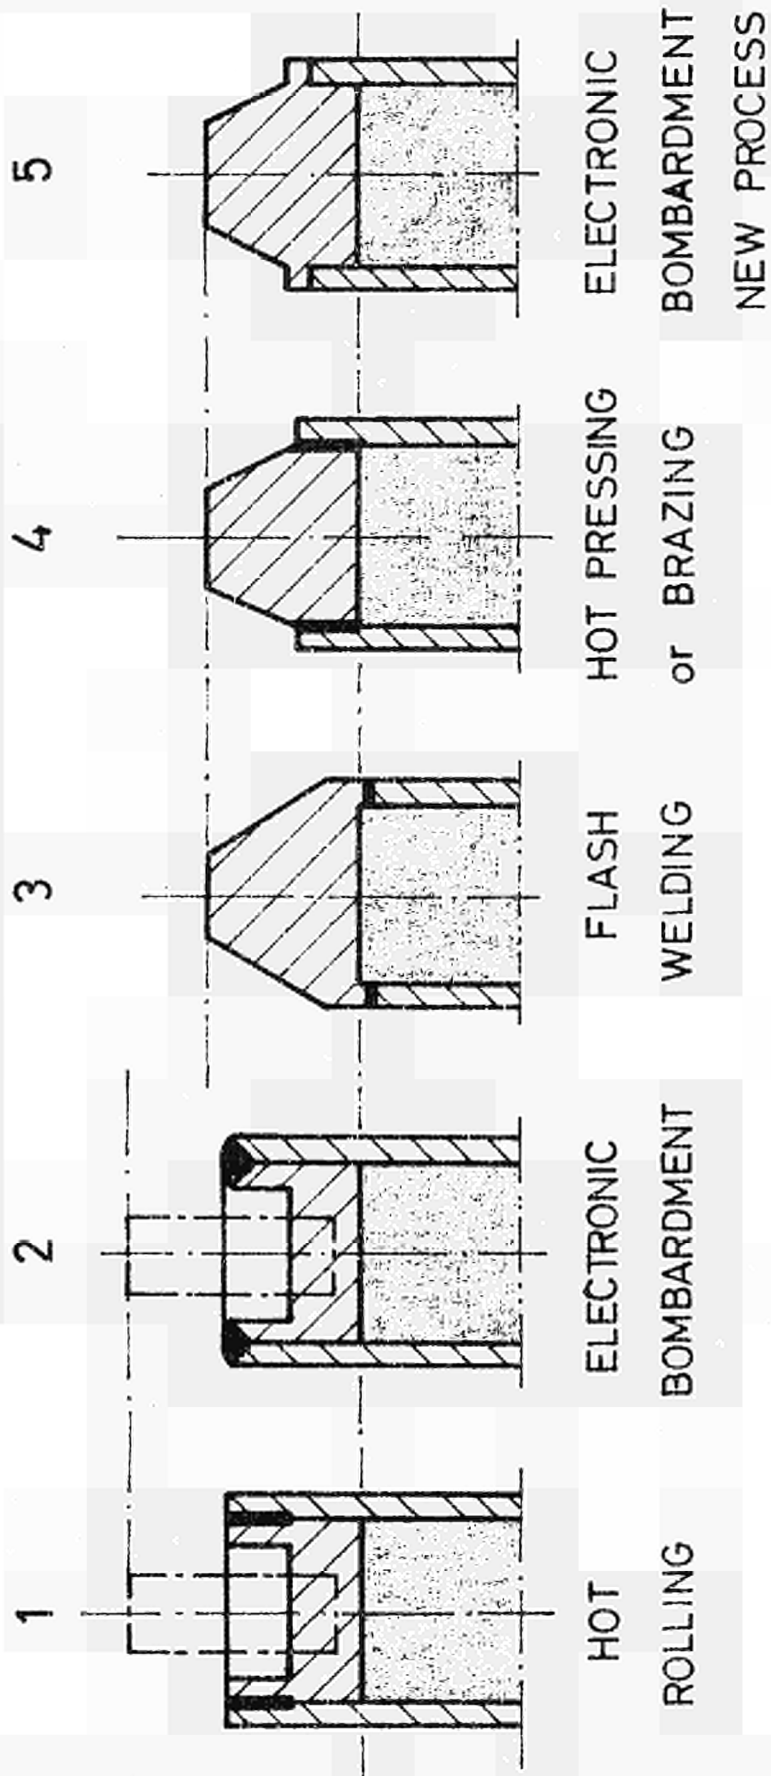 1
HOT
ROLLING
2
ELECTRONIC
BOMBARDMENT
3
FLASH
WELDING
4
HOT PRESSING
or BRAZING
5
ELECTRONIC
BOMBARDMENT
NEW PROCESS